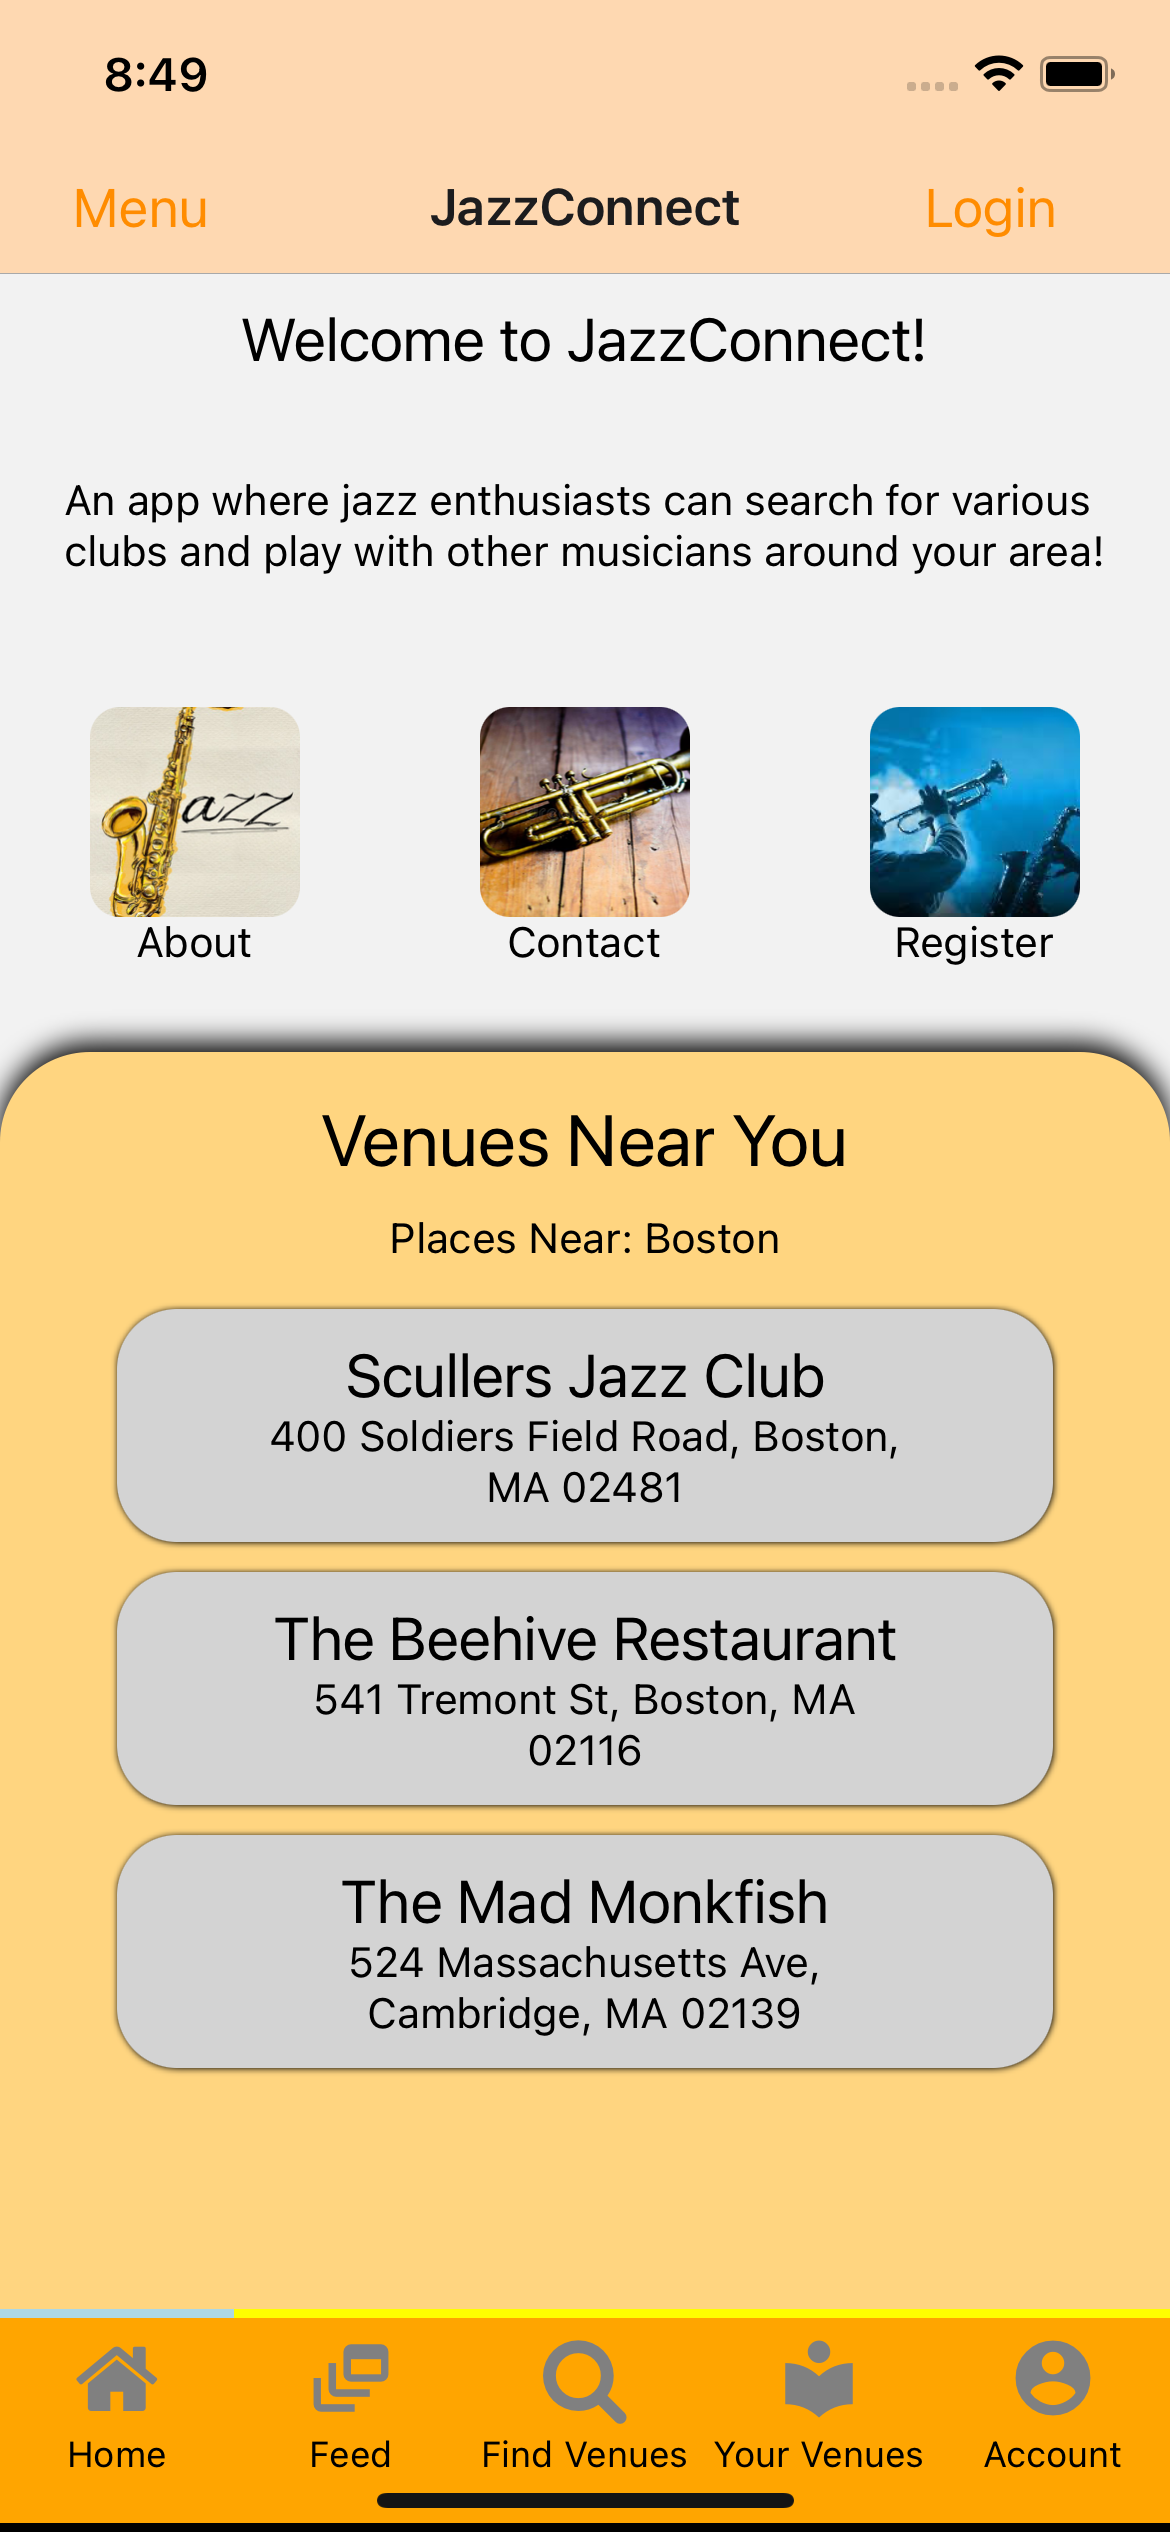 8:49
Menu
JazzConnect
Login
Welcome to JazzConnect!
An app where jazz enthusiasts can search for various
clubs and play with other musicians around your area!
azz
About
Contact
Register
Venues Near You
Places Near: Boston
Scullers Jazz Club
400 Soldiers Field Road, Boston,
MA 02481
The Beehive Restaurant
541 Tremont St, Boston, MA
02116
The Mad Monkfish
524 Massachusetts Ave,
Cambridge, MA 02139
Home
Feed
Find Venues
Your Venues
Account